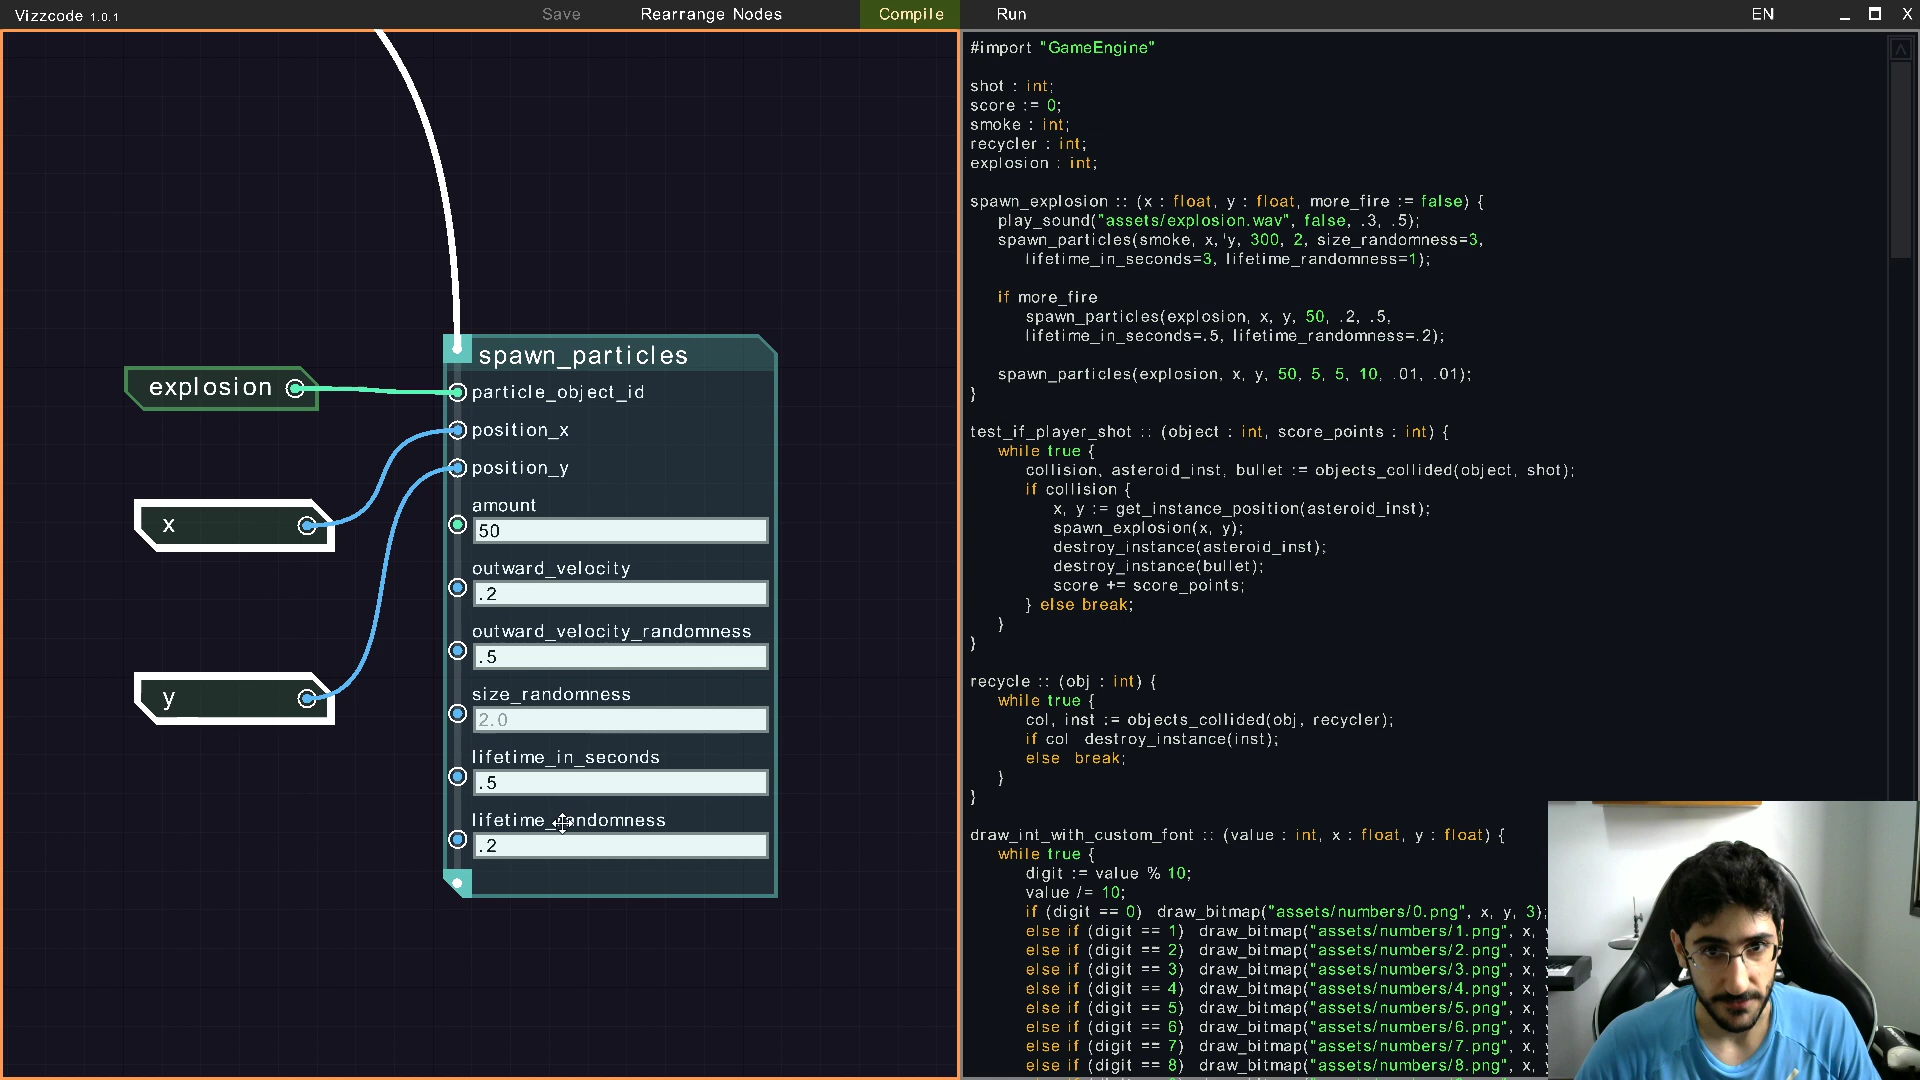 Vizzcode 1.0.1
Save
Rearrange Nodes
Compile
Run
EN
X
spawn_particles
explosion
particle_object_id
position_x
position_y
x
y
amount
50
outward_velocity
.2
outward_velocity_randomness
.5
size_randomness
2.0
lifetime_in_seconds
.5
lifetime_randomness
.2
#import "GameEngine"
shot : int;
score := 0;
smoke : int;
recycler : int;
explosion : int;
spawn_explosion :: (x : float, y : float, more_fire := false) {
play_sound("assets/explosion.wav", false, .3, .5);
spawn_particles(smoke, x, y, 300, 2, size_randomness=3,
lifetime_in_seconds=3, lifetime_randomness=1);
if more_fire
spawn_particles(explosion, x, y, 50, .2, .5,
lifetime_in_seconds=.5, lifetime_randomness=.2);
spawn_particles(explosion, x, y, 50, 5, 5, 10, .01, .01);
}
test_if_player_shot :: (object : int, score_points : int) {
while true {
collision, asteroid_inst, bullet := objects_collided(object, shot);
if collision {
x, y := get_instance_position(asteroid_inst);
spawn_explosion(x, y);
destroy_instance(asteroid_inst);
destroy_instance(bullet);
score += score_points;
} else break;
}
}
recycle :: (obj : int) {
while true {
col, inst := objects_collided(obj, recycler);
if col destroy_instance(inst);
else break;
}
}
draw_int_with_custom_font :: (value : int, x : float, y : float) {
while true {
digit := value % 10;
value /= 10;
if (digit == 0) draw_bitmap("assets/numbers/0.png", x, y, 3);
else if (digit == 1) draw_bitmap("assets/numbers/1.png", x,
else if (digit == 2) draw_bitmap("assets/numbers/2.png", x,
else if (digit == 3) draw_bitmap("assets/numbers/3.png", x,
else if (digit == 4) draw_bitmap("assets/numbers/4.png", x,
else if (digit == 5) draw_bitmap("assets/numbers/5.png", x,
else if (digit == 6) draw_bitmap("assets/numbers/6.png", x,
else if (digit == 7) draw_bitmap("assets/numbers/7.png", x,
else if (digit == 8) draw_bitmap("assets/numbers/8.png", x,